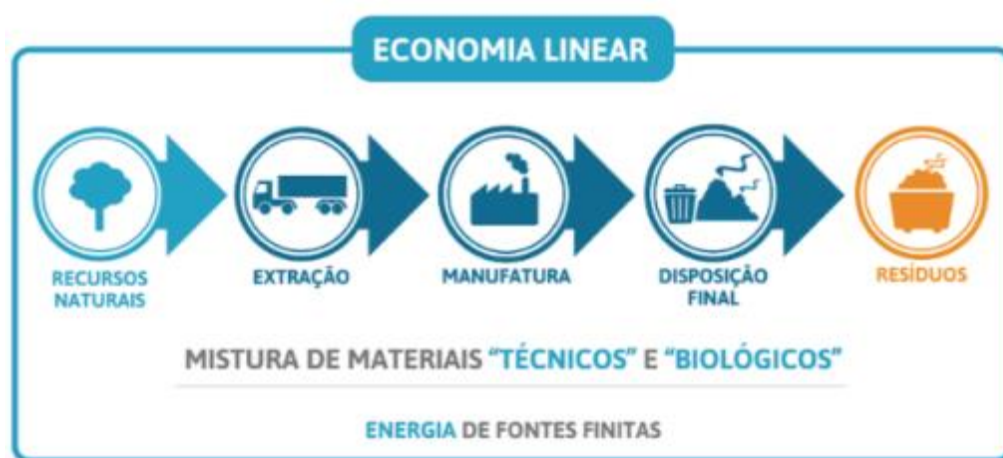 ECONOMIA LINEAR
RECURSOS
NATURAIS
EXTRAÇÃO
MANUFATURA
DISPOSIÇÃO
FINAL
RESÍDUOS
MISTURA DE MATERIAIS “TÉCNICOS” E “BIOLÓGICOS”
ENERGIA DE FONTES FINITAS